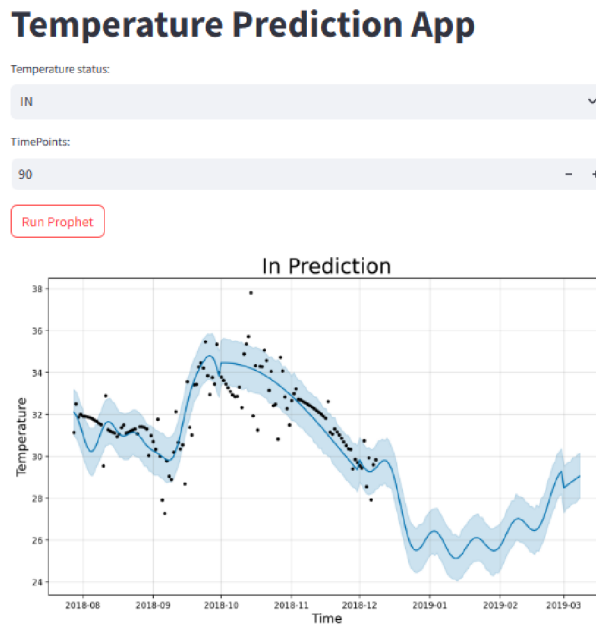 Temperature Prediction App
Temperature status:
IN
TimePoints:
90
Run Prophet
In Prediction
38
36
34
32
30
28
26
24
Temperature
2018-08 2018-09 2018-10 2018-11 2018-12 2019-01 2019-02 2019-03
Time